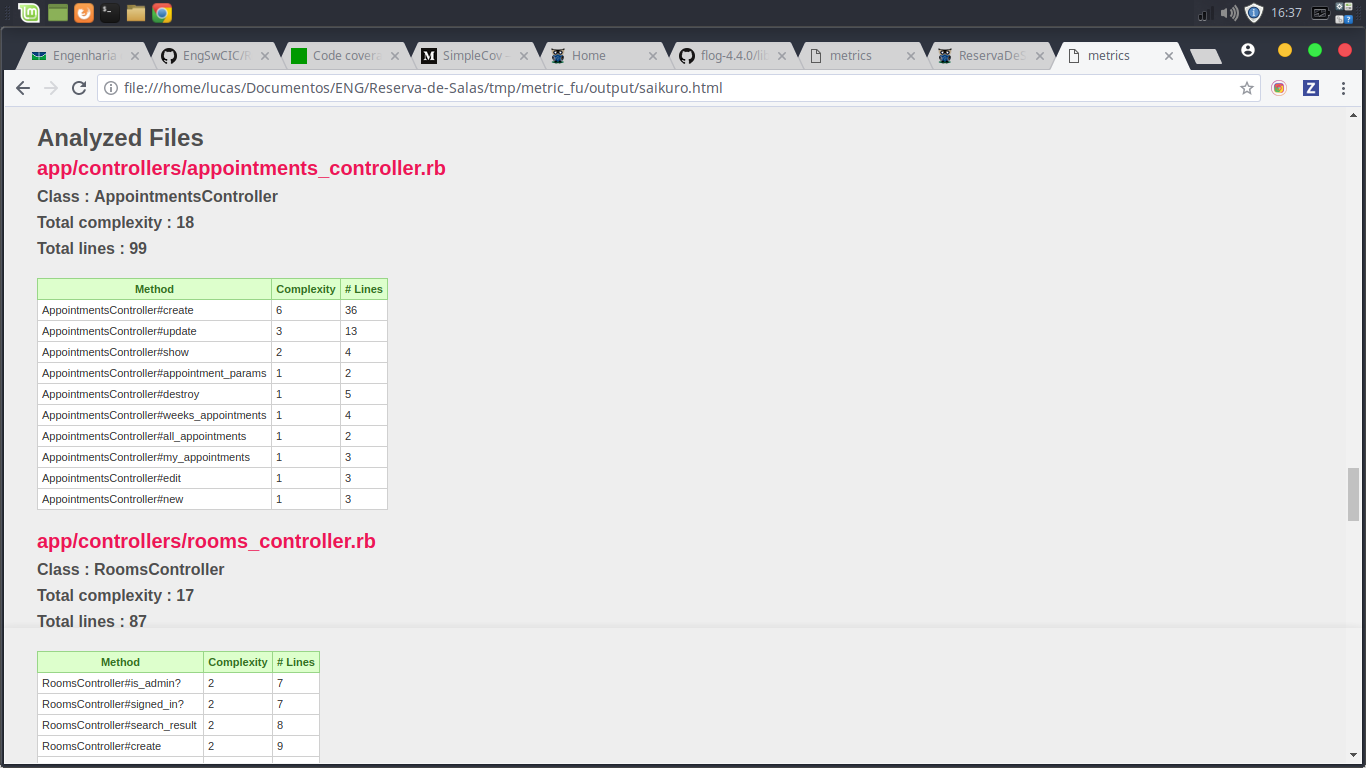 16:37
Engenharia
EngSwCIC/R
Code covera
SimpleCov –
Home
flog-4.4.0/lib
metrics
ReservaDeS
metrics
file:///home/lucas/Documentos/ENG/Reserva-de-Salas/tmp/metric_fu/output/saikuro.html
Analyzed Files
app/controllers/appointments_controller.rb
Class : AppointmentsController
Total complexity : 18
Total lines : 99
Method Complexity # Lines
AppointmentsController#create 6 36
AppointmentsController#update 3 13
AppointmentsController#show 2 4
AppointmentsController#appointment_params 1 2
AppointmentsController#destroy 1 5
AppointmentsController#weeks_appointments 1 4
AppointmentsController#all_appointments 1 2
AppointmentsController#my_appointments 1 3
AppointmentsController#edit 1 3
AppointmentsController#new 1 3
app/controllers/rooms_controller.rb
Class : RoomsController
Total complexity : 17
Total lines : 87
Method Complexity # Lines
RoomsController#is_admin? 2 7
RoomsController#signed_in? 2 7
RoomsController#search_result 2 8
RoomsController#create 2 9